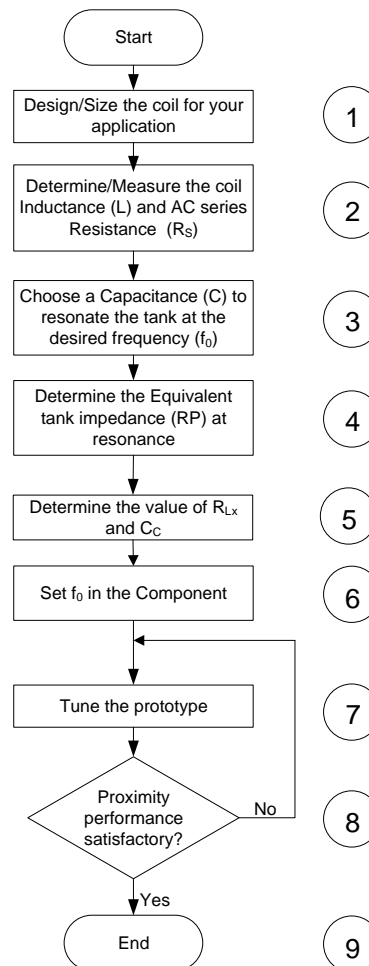 Start
Design/Size the coil for your
application
1
Determine/Measure the coil
Inductance (L) and AC series
Resistance (RS)
2
Choose a Capacitance (C) to
resonate the tank at the
desired frequency (f0)
3
Determine the Equivalent
tank impedance (RP) at
resonance
4
Determine the value of RLx
and CC
5
Set f0 in the Component
6
Tune the prototype
7
Proximity
performance
satisfactory?
No
8
Yes
End
9